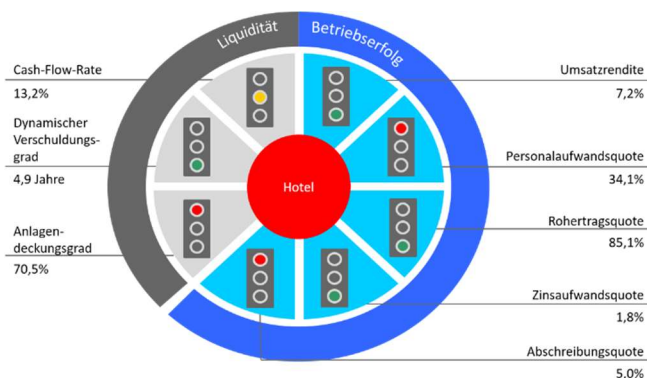 Liquidität
Betriebserfolg
Cash-Flow-Rate
13,2%
Dynamischer
Verschuldungs-
grad
4,9 Jahre
Anlagen-
deckungsgrad
70,5%
Hotel
Umsatzrendite
7,2%
Personalaufwandsquote
34,1%
Rohertragsquote
85,1%
Zinsaufwandsquote
1,8%
Abschreibungsquote
5,0%